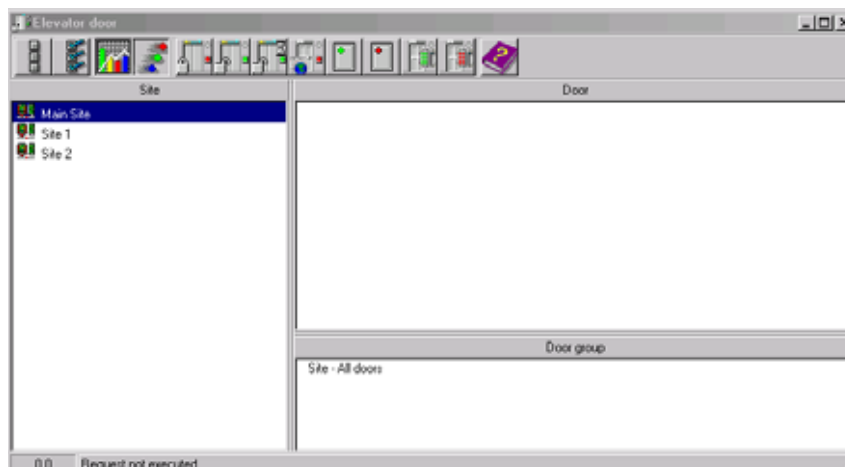 Elevator door
Site
Door
Main Site
Site 1
Site 2
Door group
Site - All doors
0.0 Request not executed